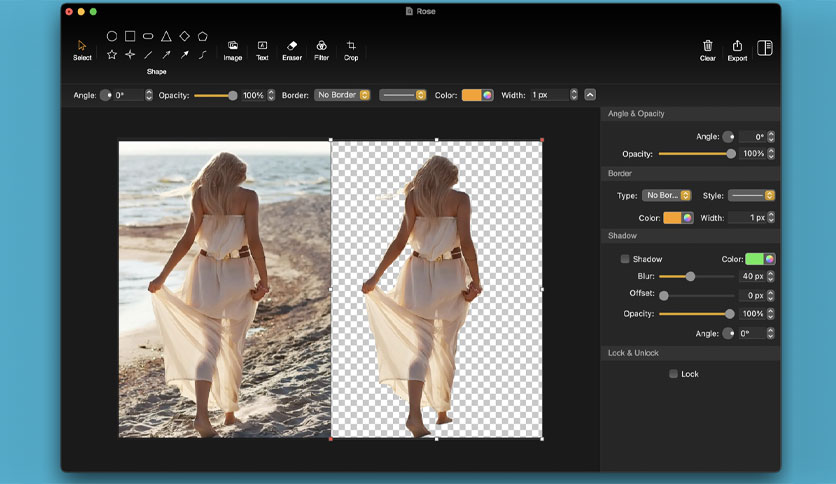 Rose
Select
Shape
Image
Text
Eraser
Filter
Crop
Clear
Export
Angle: 0° Opacity: 100% Border: No Border Color: Width: 1 px
Angle & Opacity
Angle: 0°
Opacity: 100%
Border
Type: No Bor... Style:
Color: Width: 1 px
Shadow
Shadow Color:
Blur: 40 px
Offset: 0 px
Opacity: 100%
Angle: 0°
Lock & Unlock
Lock